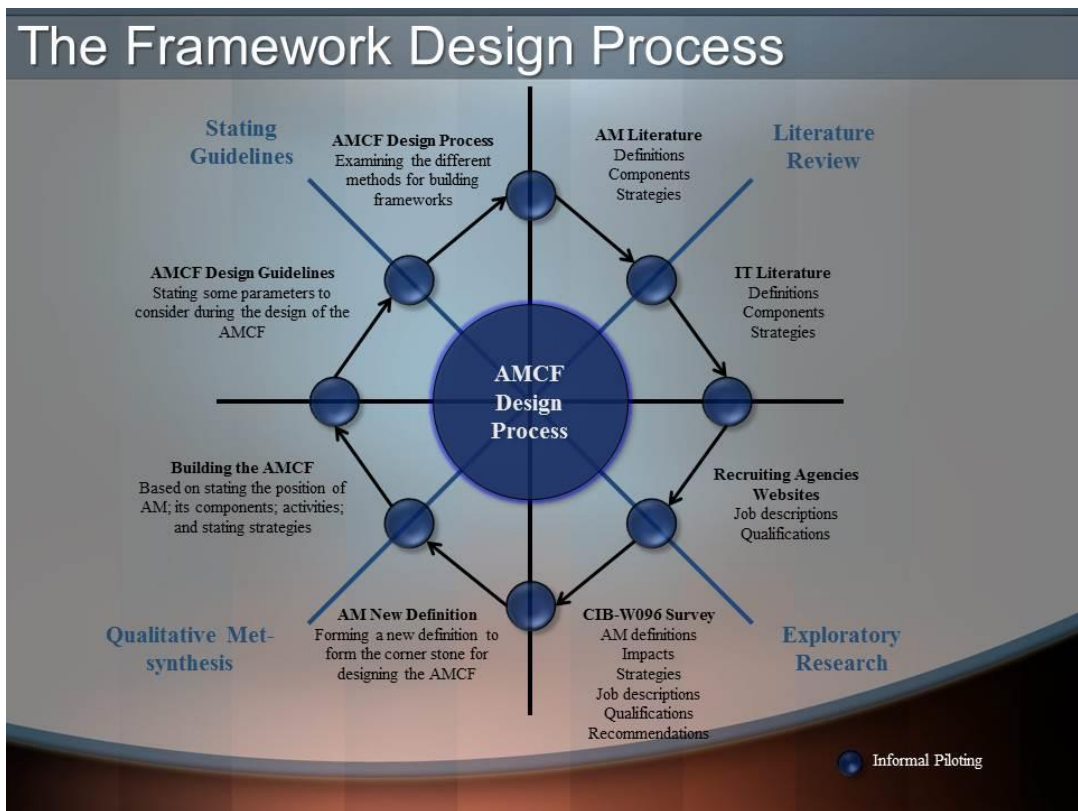 The Framework Design Process
Stating
Guidelines
AMCF Design Process
Examining the different
methods for building
frameworks
AM Literature
Definitions
Components
Strategies
Literature
Review
AMCF Design Guidelines
Stating some parameters to
consider during the design of the
AMCF
IT Literature
Definitions
Components
Strategies
AMCF
Design
Process
Building the AMCF
Based on stating the position of
AM; its components; activities;
and stating strategies
Recruiting Agencies
Websites
Job descriptions
Qualifications
Qualitative Met-
synthesis
AM New Definition
Forming a new definition to
form the corner stone for
designing the AMCF
CIB-W096 Survey
AM definitions
Impacts
Strategies
Job descriptions
Qualifications
Recommendations
Exploratory
Research
Informal Piloting